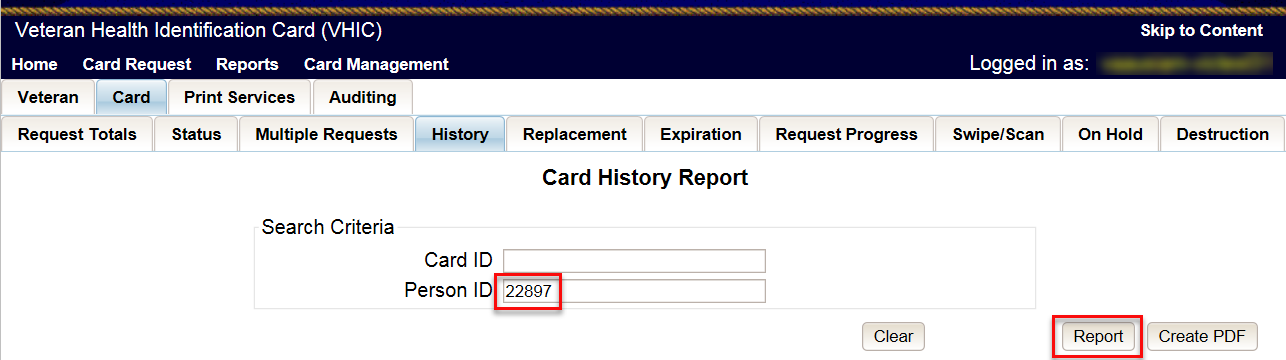 Veteran Health Identification Card (VHIC) Skip to Content
Home Card Request Reports Card Management Logged in as:
Veteran Card Print Services Auditing
Request Totals Status Multiple Requests History Replacement Expiration Request Progress Swipe/Scan On Hold Destruction
Card History Report
Search Criteria
Card ID
Person ID 22897
Clear Report Create PDF